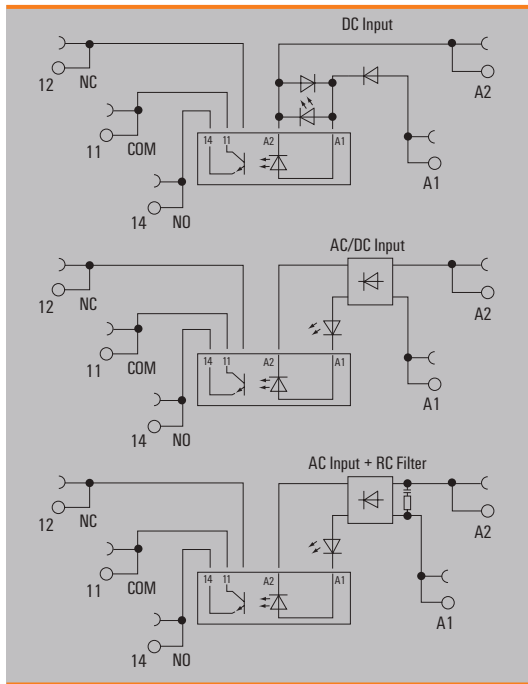 DC Input
12 NC
A2
11 COM
14 11 A2 A1
A1
14 NO
AC/DC Input
12 NC
A2
11 COM
14 11 A2 A1
A1
14 NO
AC Input + RC Filter
12 NC
A2
11 COM
14 11 A2 A1
A1
14 NO